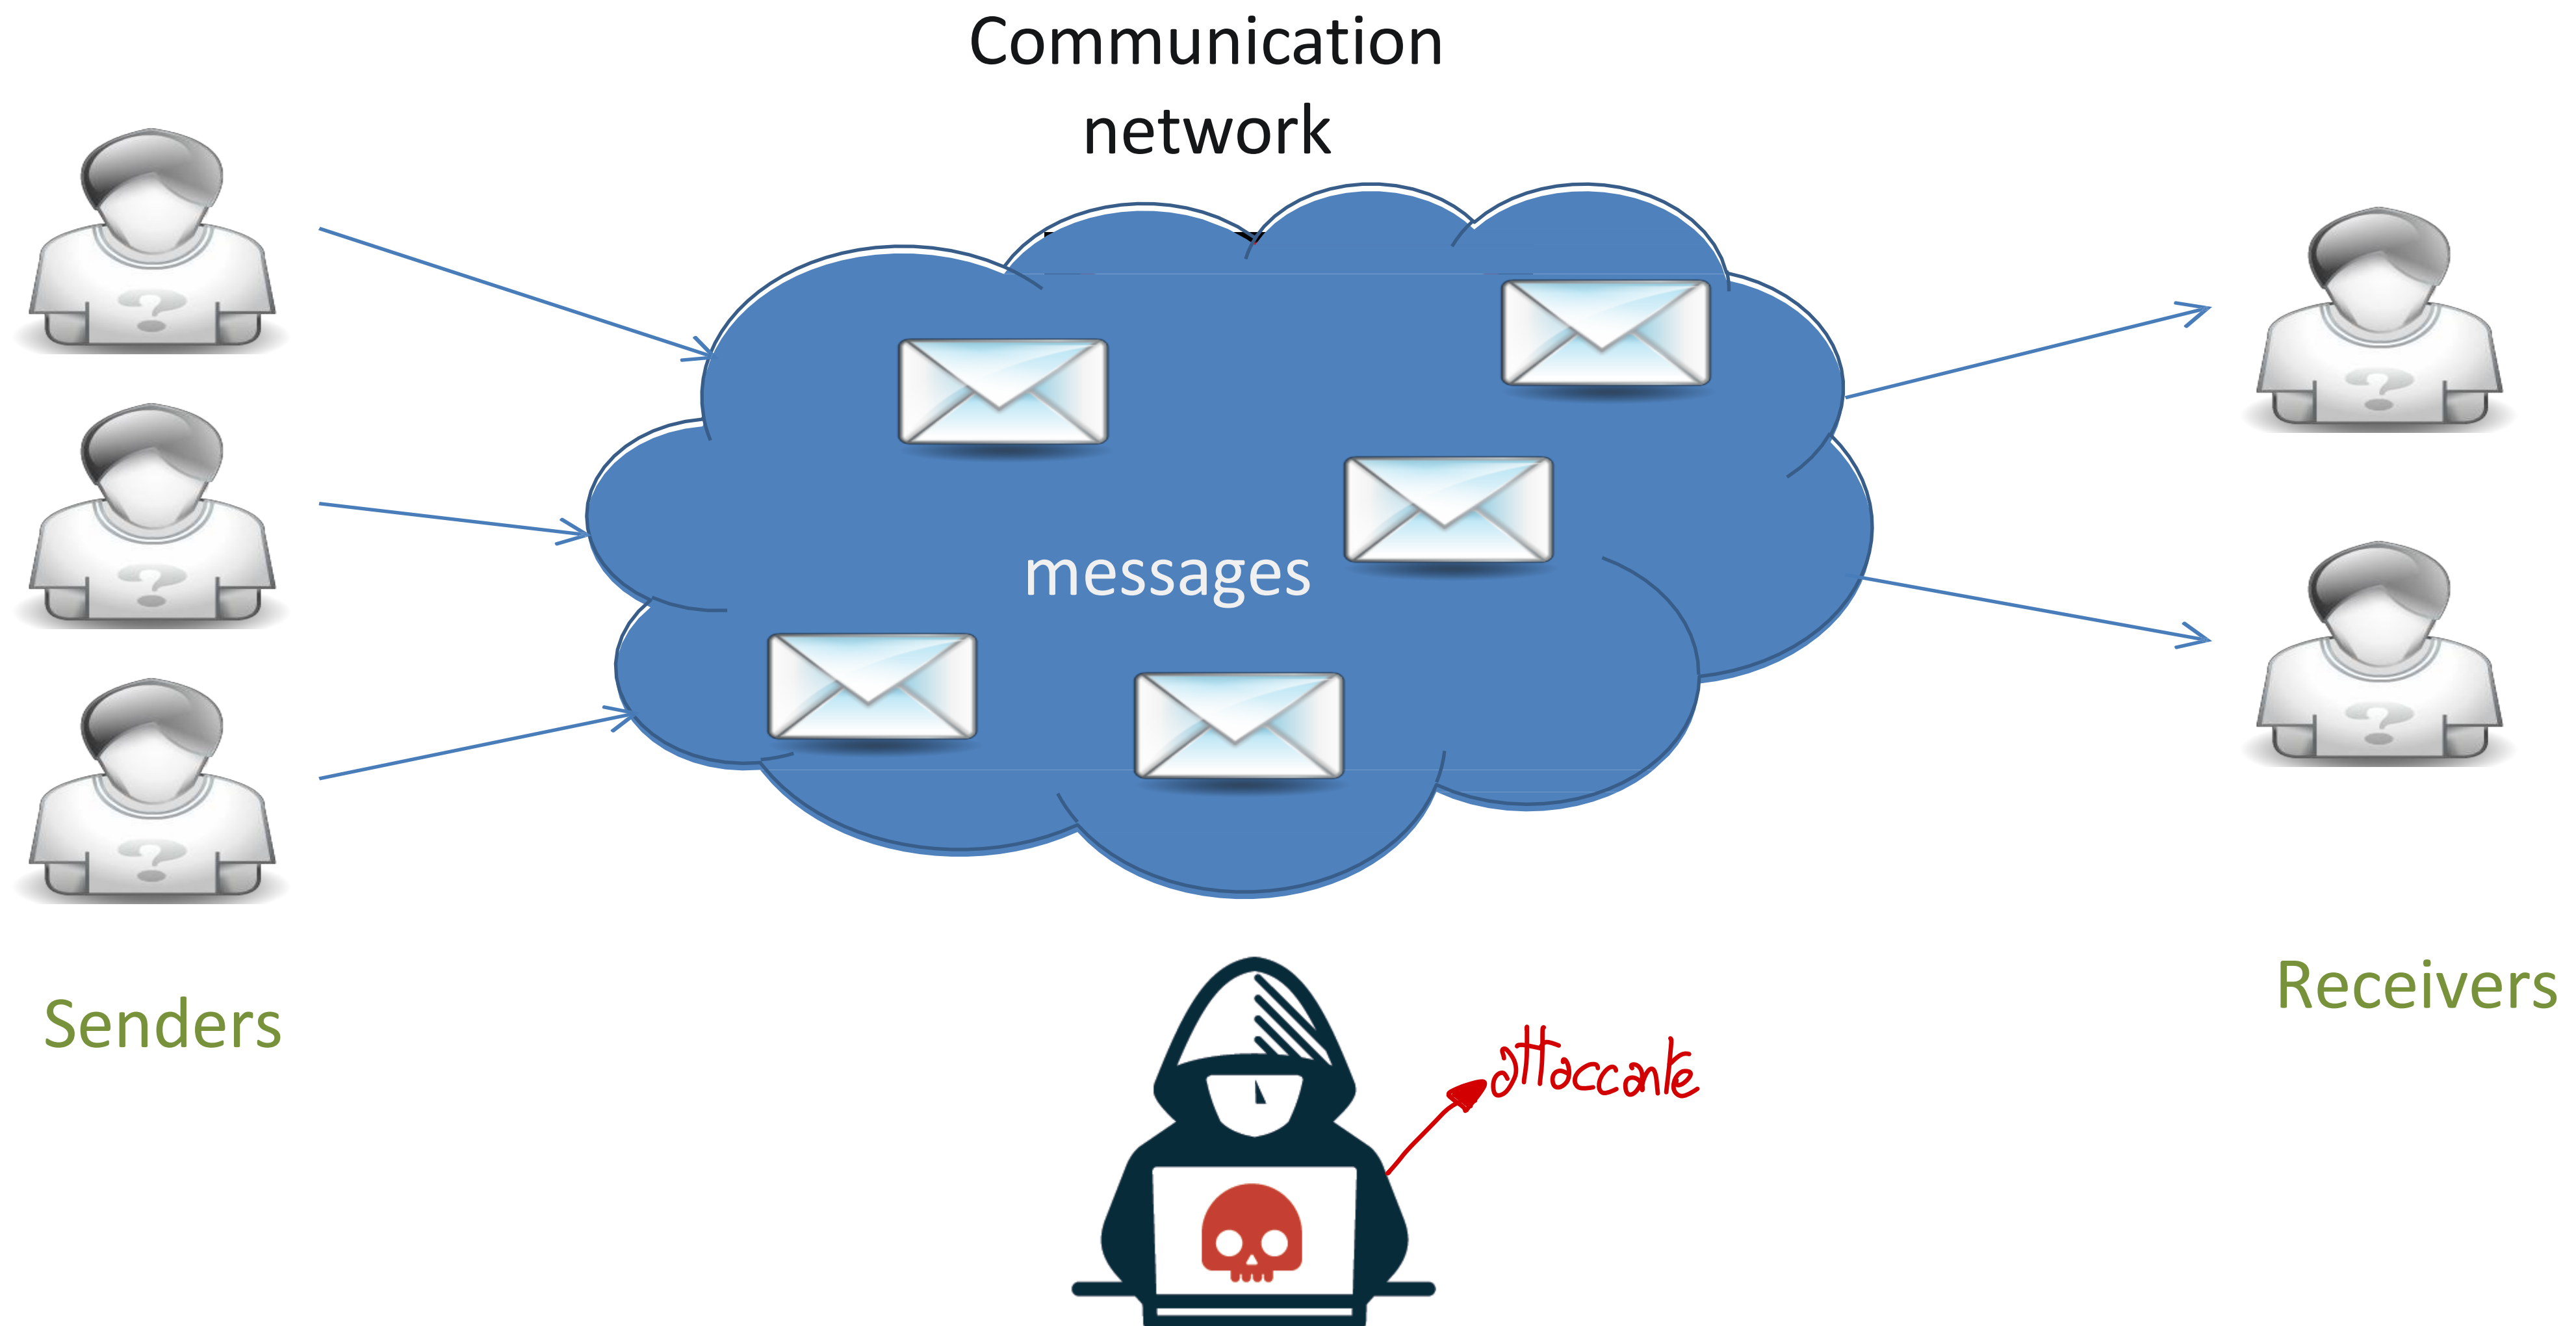 Communication
network
messages
Senders
Receivers
attaccante